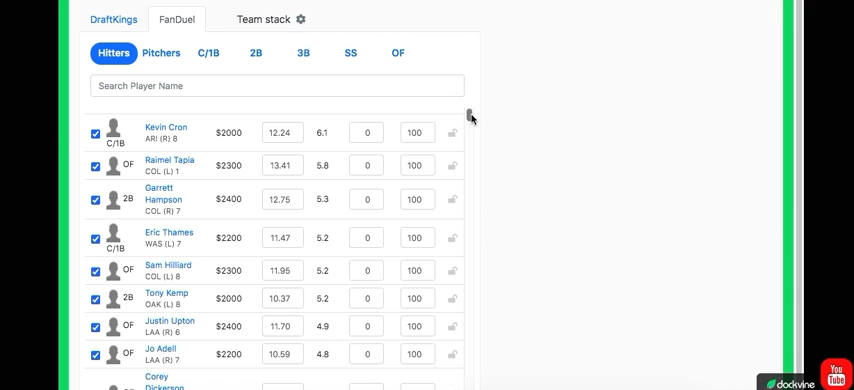 DraftKings FanDuel Team stack
Hitters Pitchers C/1B 2B 3B SS OF
Search Player Name
C/1B Kevin Cron ARI (R) 8 $2000 12.24 6.1 0 100
OF Raimel Tapia COL (L) 1 $2300 13.41 5.8 0 100
2B Garrett Hampson COL (R) 7 $2400 12.75 5.3 0 100
C/1B Eric Thames WAS (L) 7 $2200 11.47 5.2 0 100
OF Sam Hilliard COL (L) 8 $2300 11.95 5.2 0 100
2B Tony Kemp OAK (L) 8 $2000 10.37 5.2 0 100
OF Justin Upton LAA (R) 6 $2400 11.70 4.9 0 100
OF Jo Adell LAA (R) 7 $2200 10.59 4.8 0 100
Corey
Dickerson
dockvine
You
Tube